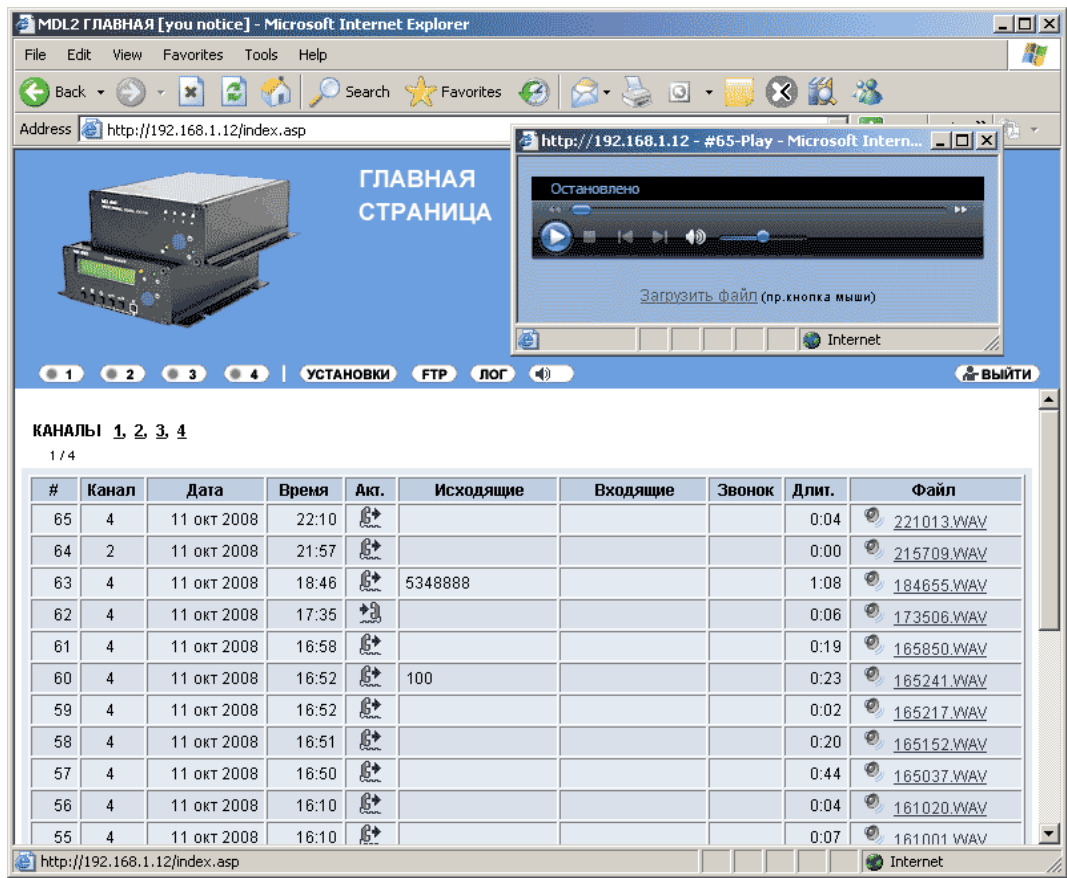 MDL2 ГЛАВНАЯ [you notice] - Microsoft Internet Explorer
File Edit View Favorites Tools Help
Back Search Favorites
Address http://192.168.1.12/index.asp
http://192.168.1.12 - #65-Play - Microsoft Intern...
Остановлено
Загрузить файл (пр.кнопка мыши)
Internet
ГЛАВНАЯ
СТРАНИЦА
1 2 3 4 | УСТАНОВКИ FTP ЛОГ ВЫЙТИ
КАНАЛЫ 1, 2, 3, 4
1 / 4
# Канал Дата Время Акт. Исходящие Входящие Звонок Длит. Файл
65 4 11 окт 2008 22:10 0:04 221013.WAV
64 2 11 окт 2008 21:57 0:00 215709.WAV
63 4 11 окт 2008 18:46 5348888 1:08 184655.WAV
62 4 11 окт 2008 17:35 0:06 173506.WAV
61 4 11 окт 2008 16:58 0:19 165850.WAV
60 4 11 окт 2008 16:52 100 0:23 165241.WAV
59 4 11 окт 2008 16:52 0:02 165217.WAV
58 4 11 окт 2008 16:51 0:20 165152.WAV
57 4 11 окт 2008 16:50 0:44 165037.WAV
56 4 11 окт 2008 16:10 0:04 161020.WAV
55 4 11 окт 2008 16:10 0:07 161001.WAV
http://192.168.1.12/index.asp Internet